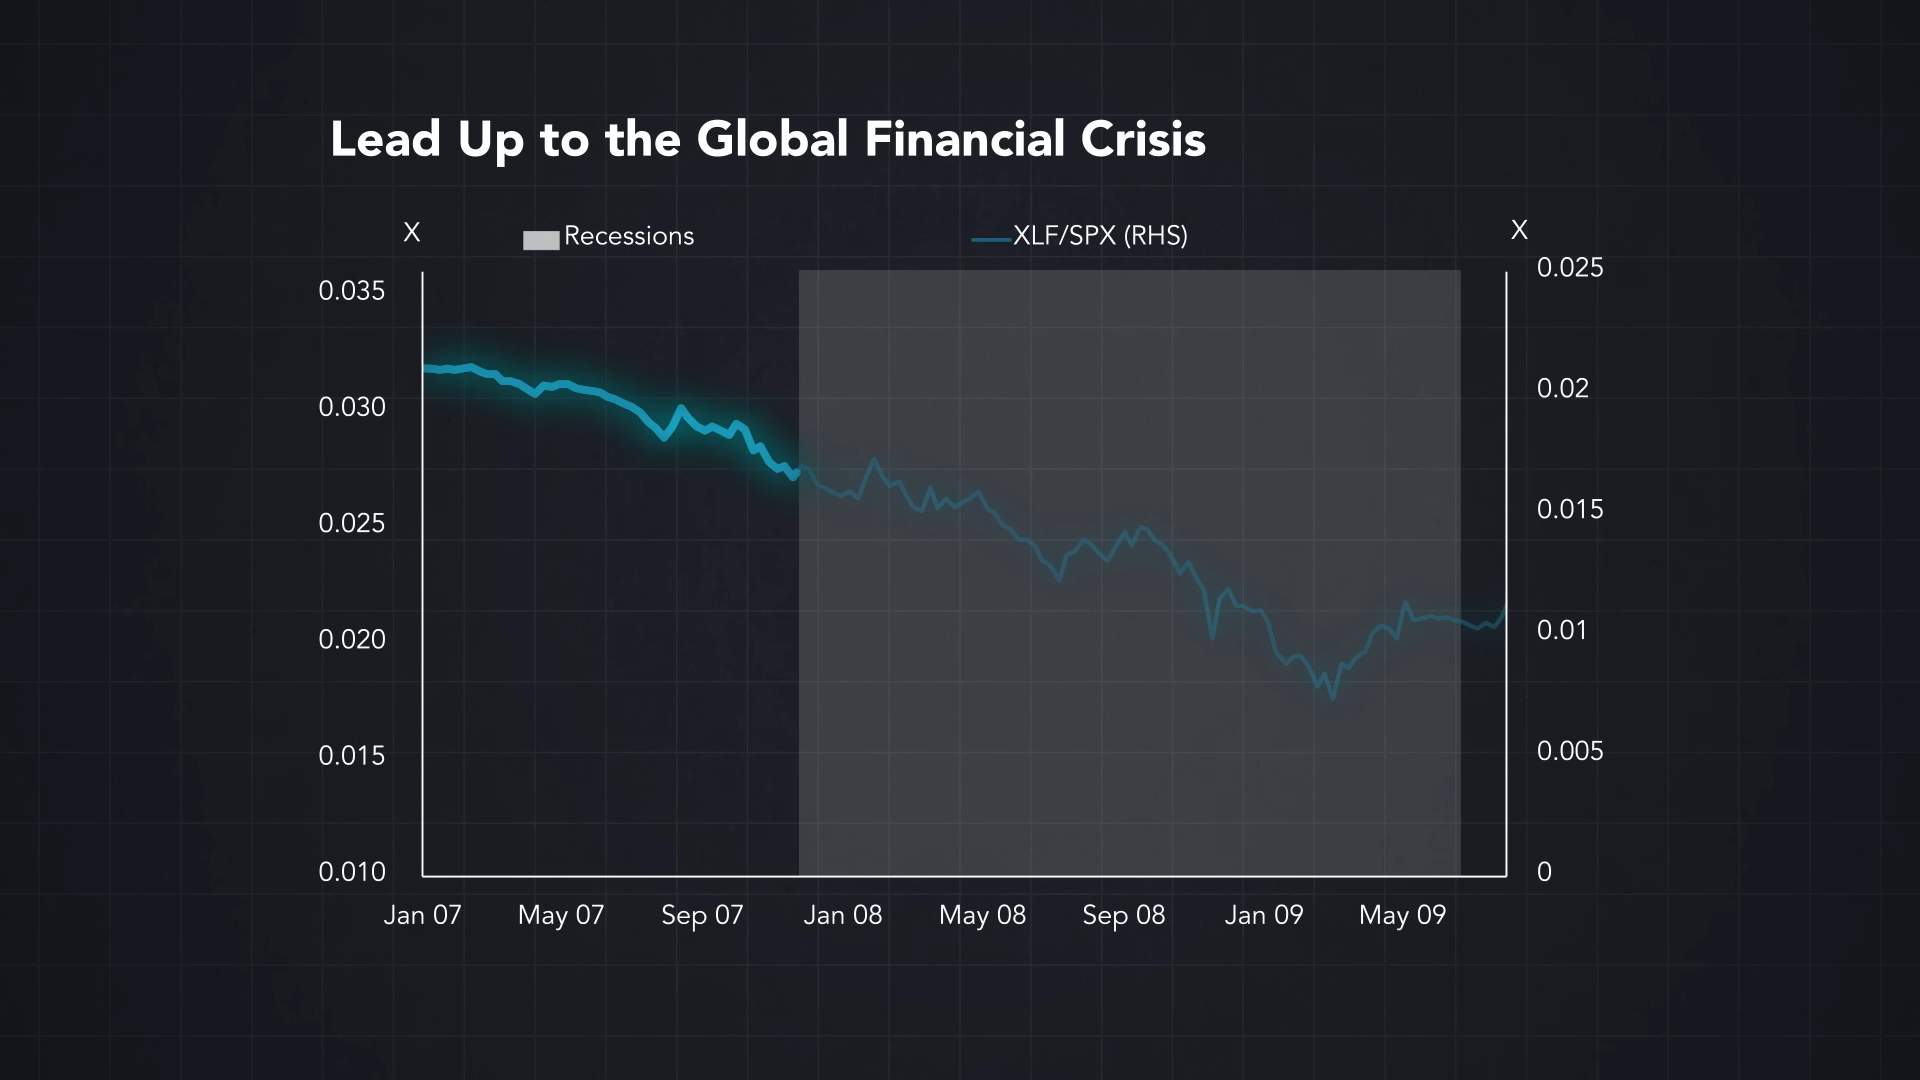 Lead Up to the Global Financial Crisis
X
Recessions
XLF/SPX (RHS)
X
0.035
0.030
0.025
0.020
0.015
0.010
0.025
0.02
0.015
0.01
0.005
0
Jan 07
May 07
Sep 07
Jan 08
May 08
Sep 08
Jan 09
May 09